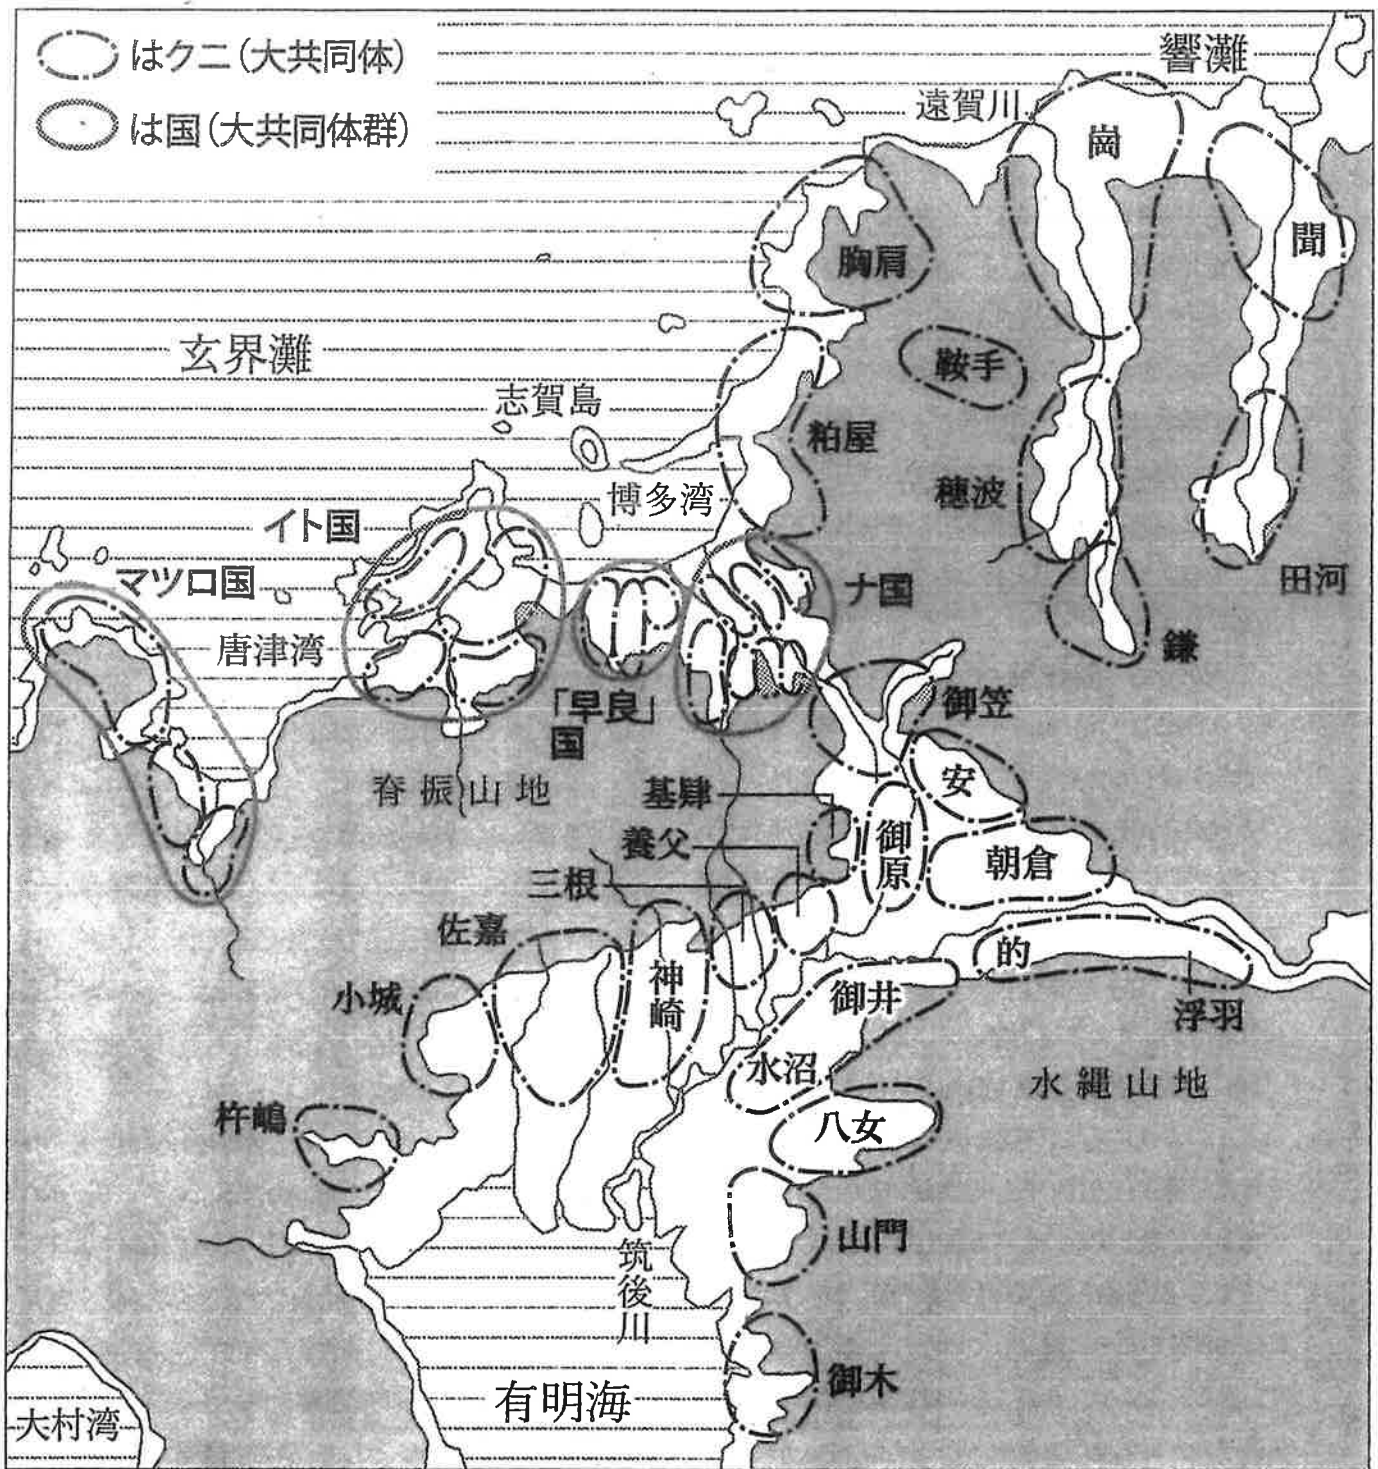 はクニ(大共同体)
は国(大共同体群)
響灘
遠賀川
崗
聞
胸肩
玄界灘
鞍手
志賀島
粕屋
穂波
博多湾
イト国
マツロ国
ナ国
田河
唐津湾
鎌
「早良」
国
御笠
脊振山地
安
基肄
養父
御原
朝倉
三根
佐嘉
神崎
的
小城
御井
浮羽
水沼
水縄山地
杵嶋
八女
山門
筑後川
御木
有明海
大村湾